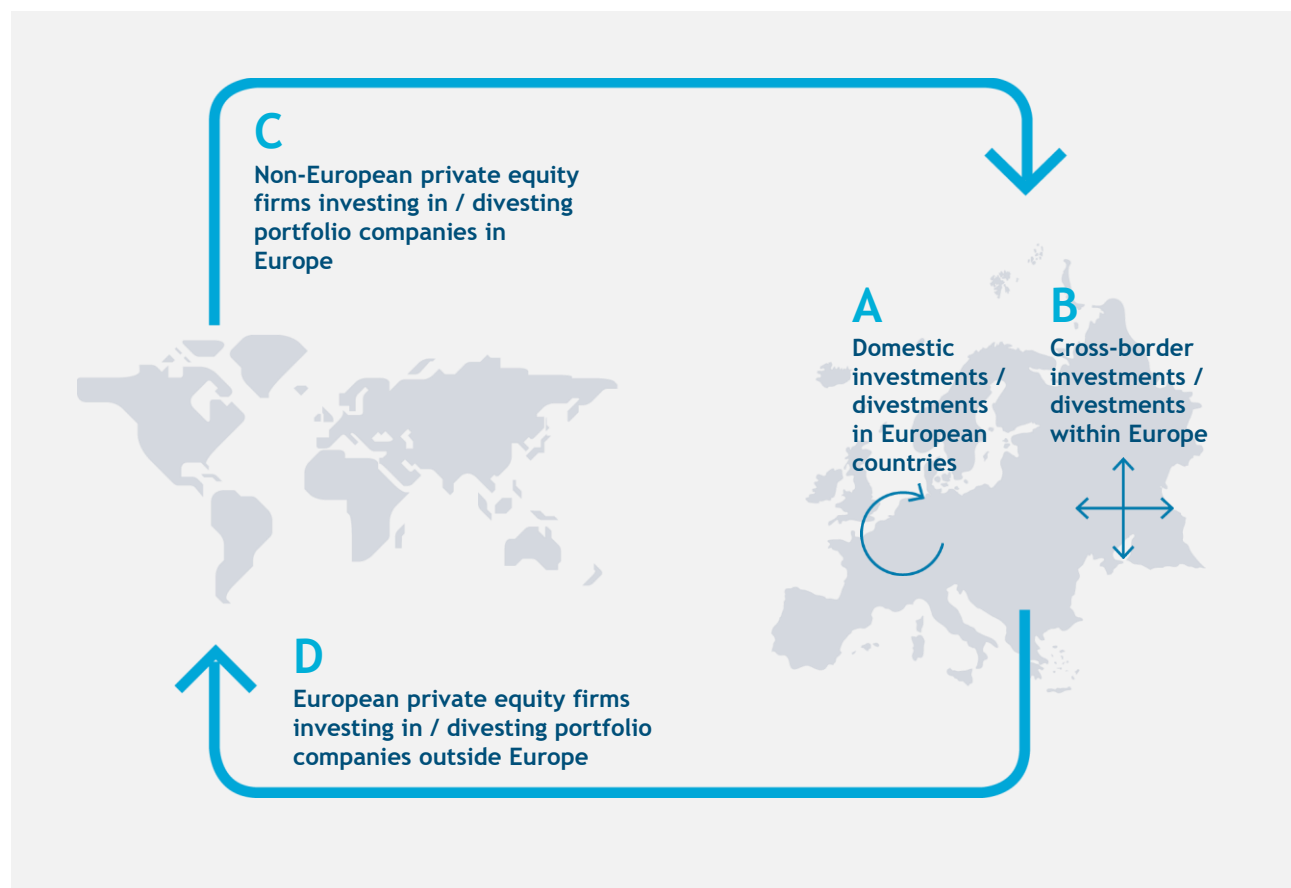 C
Non-European private equity
firms investing in / divesting
portfolio companies in
Europe
A
Domestic
investments /
divestments
in European
countries
B
Cross-border
investments /
divestments
within Europe
D
European private equity firms
investing in / divesting portfolio
companies outside Europe